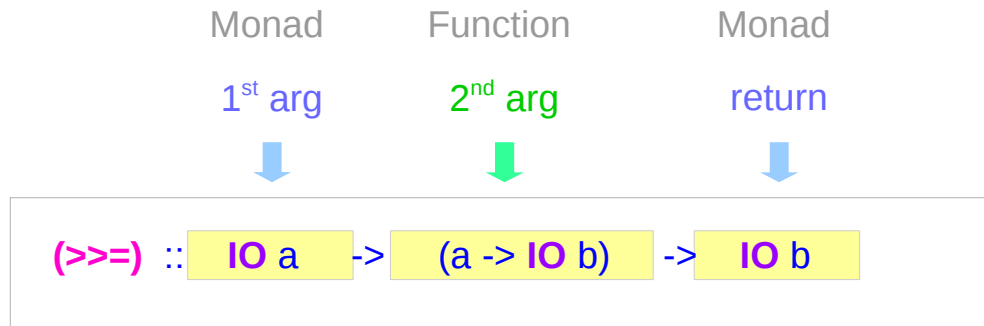 Monad Function Monad
1st arg 2nd arg return
(>>=) :: IO a -> (a -> IO b) -> IO b